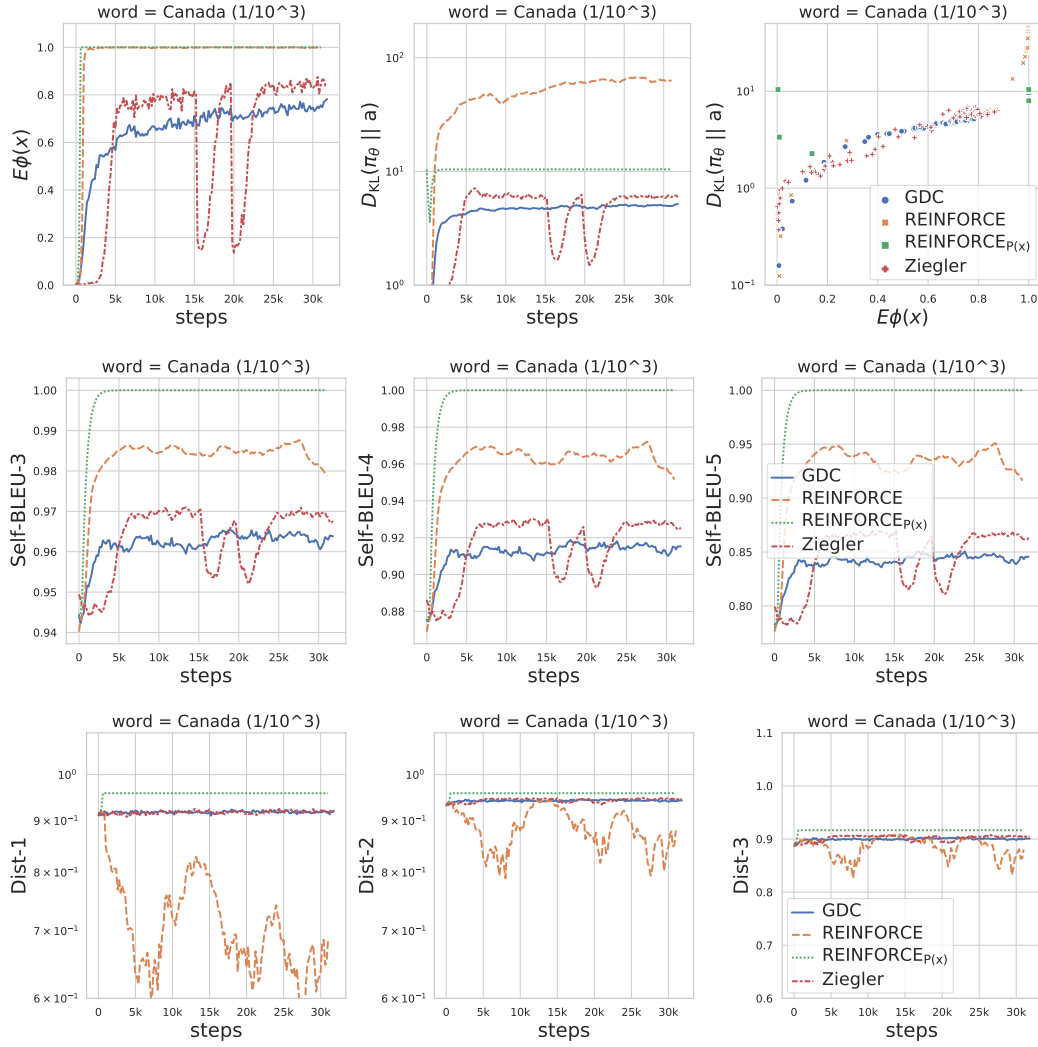 word = Canada (1/10^3)
Eϕ(x)
1.0
0.8
0.6
0.4
0.2
0.0
0 5k 10k 15k 20k 25k 30k
steps
word = Canada (1/10^3)
D_KL(π_θ || a)
10^2
10^1
10^0
0 5k 10k 15k 20k 25k 30k
steps
word = Canada (1/10^3)
D_KL(π_θ || a)
10^1
10^0
10^−1
GDC
REINFORCE
REINFORCE_P(x)
Ziegler
0.0 0.2 0.4 0.6 0.8 1.0
Eϕ(x)
word = Canada (1/10^3)
Self-BLEU-3
1.00
0.99
0.98
0.97
0.96
0.95
0.94
0 5k 10k 15k 20k 25k 30k
steps
word = Canada (1/10^3)
Self-BLEU-4
1.00
0.98
0.96
0.94
0.92
0.90
0.88
0 5k 10k 15k 20k 25k 30k
steps
word = Canada (1/10^3)
Self-BLEU-5
1.00
0.95
0.90
0.85
0.80
GDC
REINFORCE
REINFORCE_P(x)
Ziegler
0 5k 10k 15k 20k 25k 30k
steps
word = Canada (1/10^3)
Dist-1
10^0
9 × 10^−1
8 × 10^−1
7 × 10^−1
6 × 10^−1
0 5k 10k 15k 20k 25k 30k
steps
word = Canada (1/10^3)
Dist-2
10^0
9 × 10^−1
8 × 10^−1
7 × 10^−1
6 × 10^−1
0 5k 10k 15k 20k 25k 30k
steps
word = Canada (1/10^3)
Dist-3
1.1
1.0
0.9
0.8
0.9
0.7
0.6
GDC
REINFORCE
REINFORCE_P(x)
Ziegler
0 5k 10k 15k 20k 25k 30k
steps